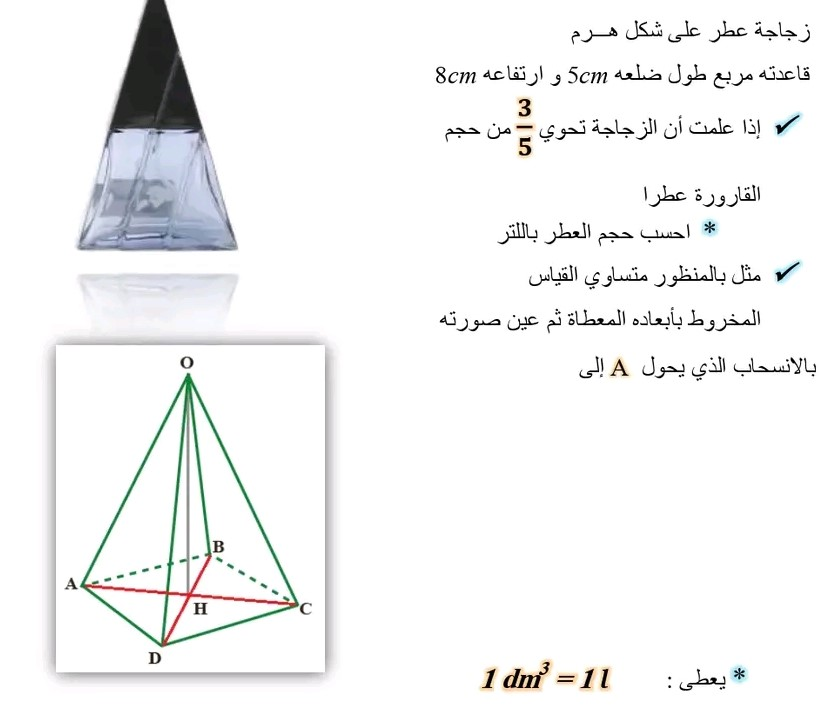 زجاجة عطر على شكل هـــرم
قاعدته مربع طول ضلعه 5cm و ارتفاعه 8cm
✓ إذا علمت أن الزجاجة تحوي 3/5 من حجم
القارورة عطرا
* احسب حجم العطر باللتر
✓ مثل بالمنظور متساوي القياس
المخروط بأبعاده المعطاة ثم عين صورته
بالانسحاب الذي يحول A إلى
O
B
A
H
C
D
* يعطى : 1 dm³ = 1 l